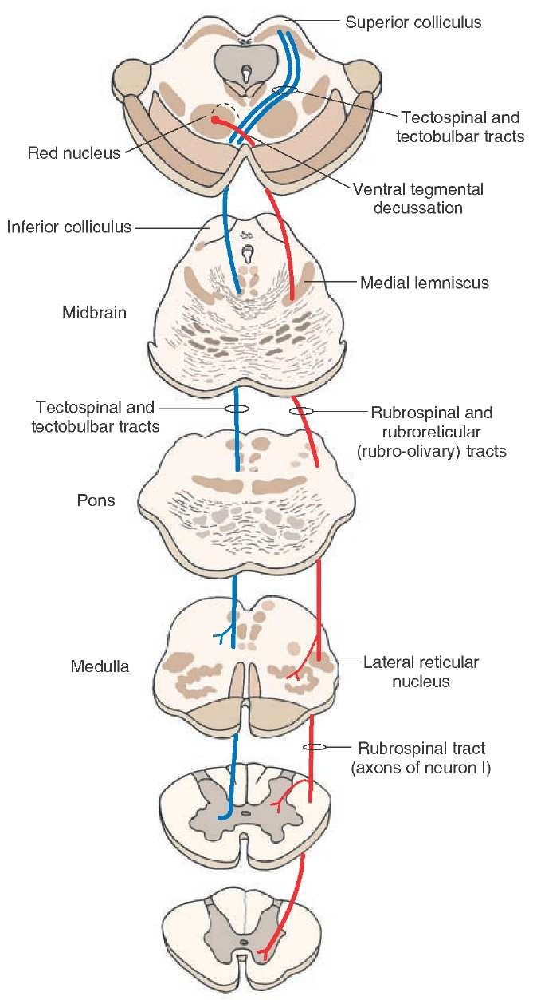 Superior colliculus
Tectospinal and
tectobulbar tracts
Red nucleus
Ventral tegmental
decussation
Inferior colliculus
Medial lemniscus
Midbrain
Tectospinal and
tectobulbar tracts
Rubrospinal and
rubroreticular
(rubro-olivary) tracts
Pons
Medulla
Lateral reticular
nucleus
Rubrospinal tract
(axons of neuron I)